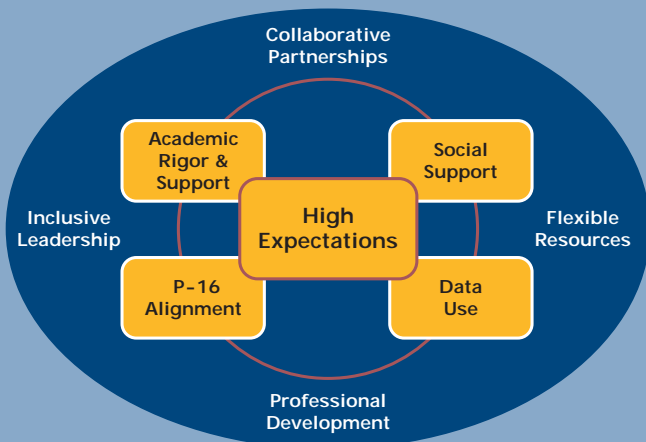 Collaborative
Partnerships
Academic
Rigor &
Support
Social
Support
Inclusive
Leadership
High
Expectations
Flexible
Resources
P-16
Alignment
Data
Use
Professional
Development